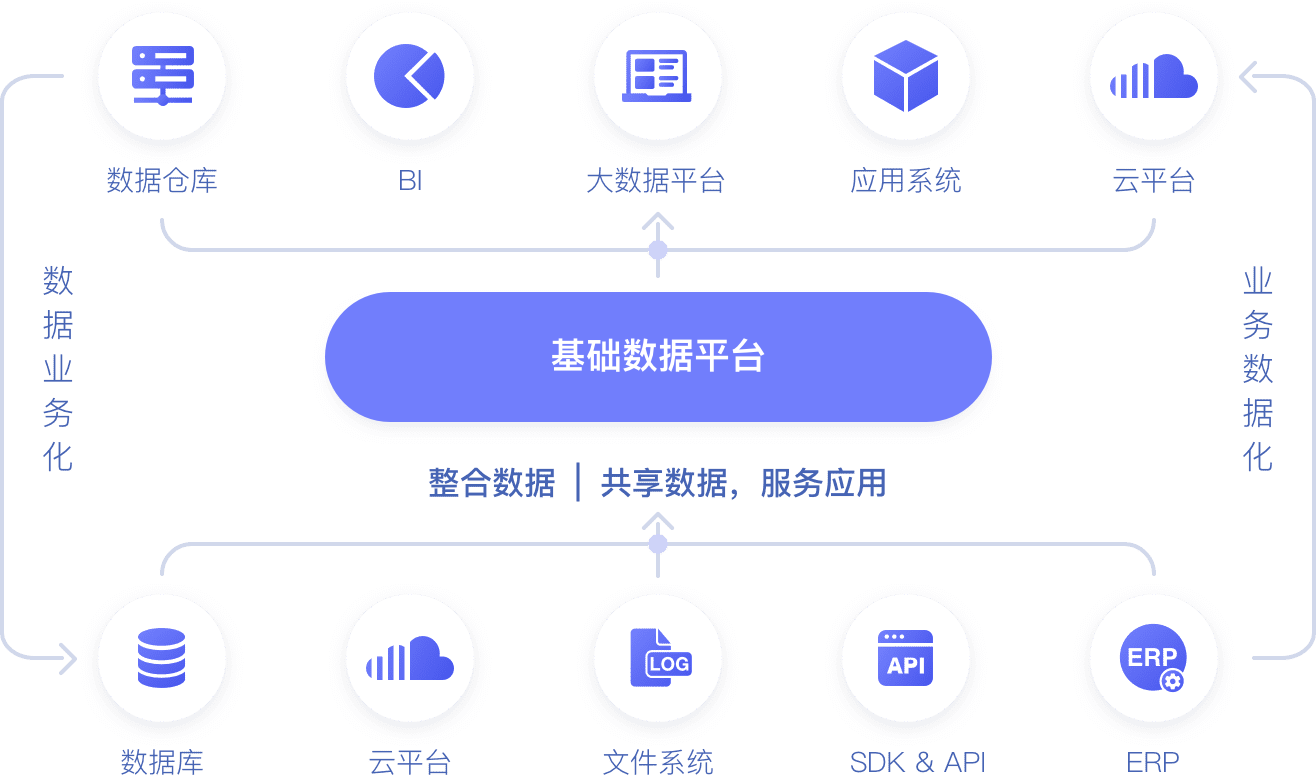 数据仓库
BI
大数据平台
应用系统
云平台
数据业务化
业务数据化
基础数据平台
整合数据 | 共享数据，服务应用
LOG
API
ERP
数据库
云平台
文件系统
SDK & API
ERP